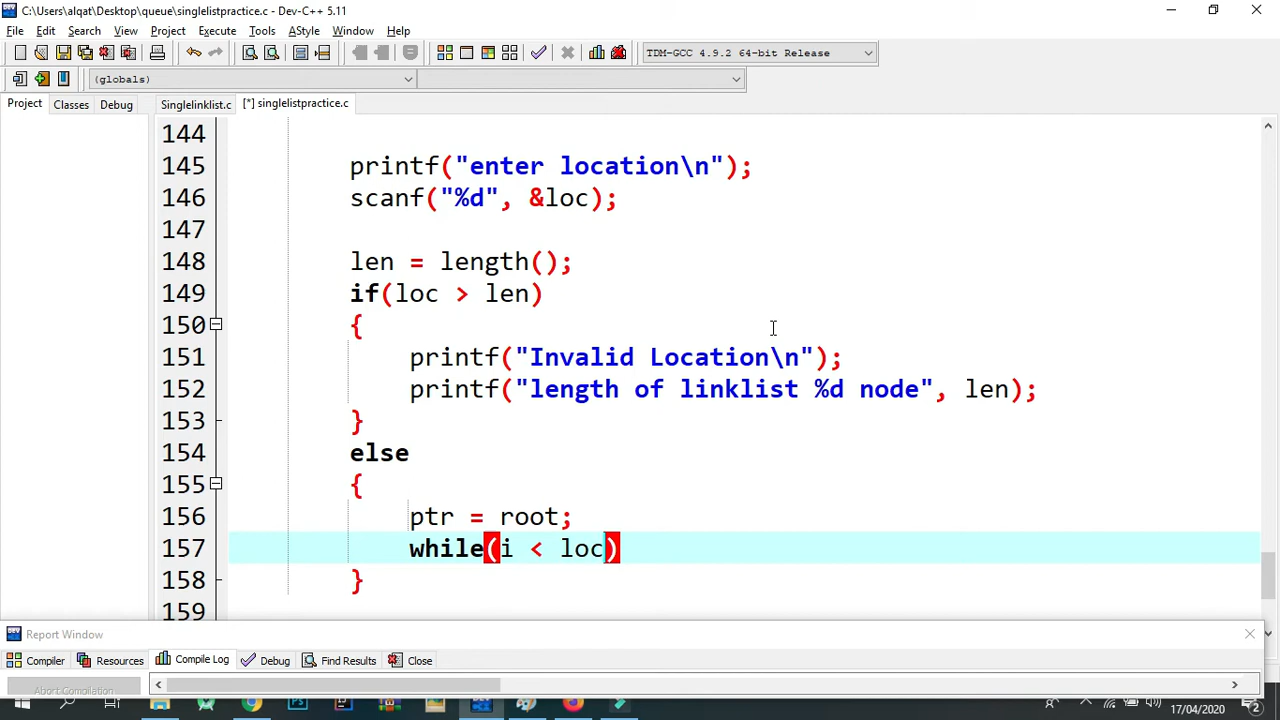 C:\Users\alqat\Desktop\queue\singlelistpractice.c - Dev-C++ 5.11
File Edit Search View Project Execute Tools AStyle Window Help
TDM-GCC 4.9.2 64-bit Release
(globals)
Project Classes Debug Singlelinklist.c [*] singlelistpractice.c
144
145 printf("enter location\n");
146 scanf("%d", &loc);
147
148 len = length();
149 if(loc > len)
150 {
151 printf("Invalid Location\n");
152 printf("length of linklist %d node", len);
153 }
154 else
155 {
156 ptr = root;
157 while(i < loc)
158 }
159
Report Window
Compiler Resources Compile Log Debug Find Results Close
Abort Compilation
17/04/2020
2